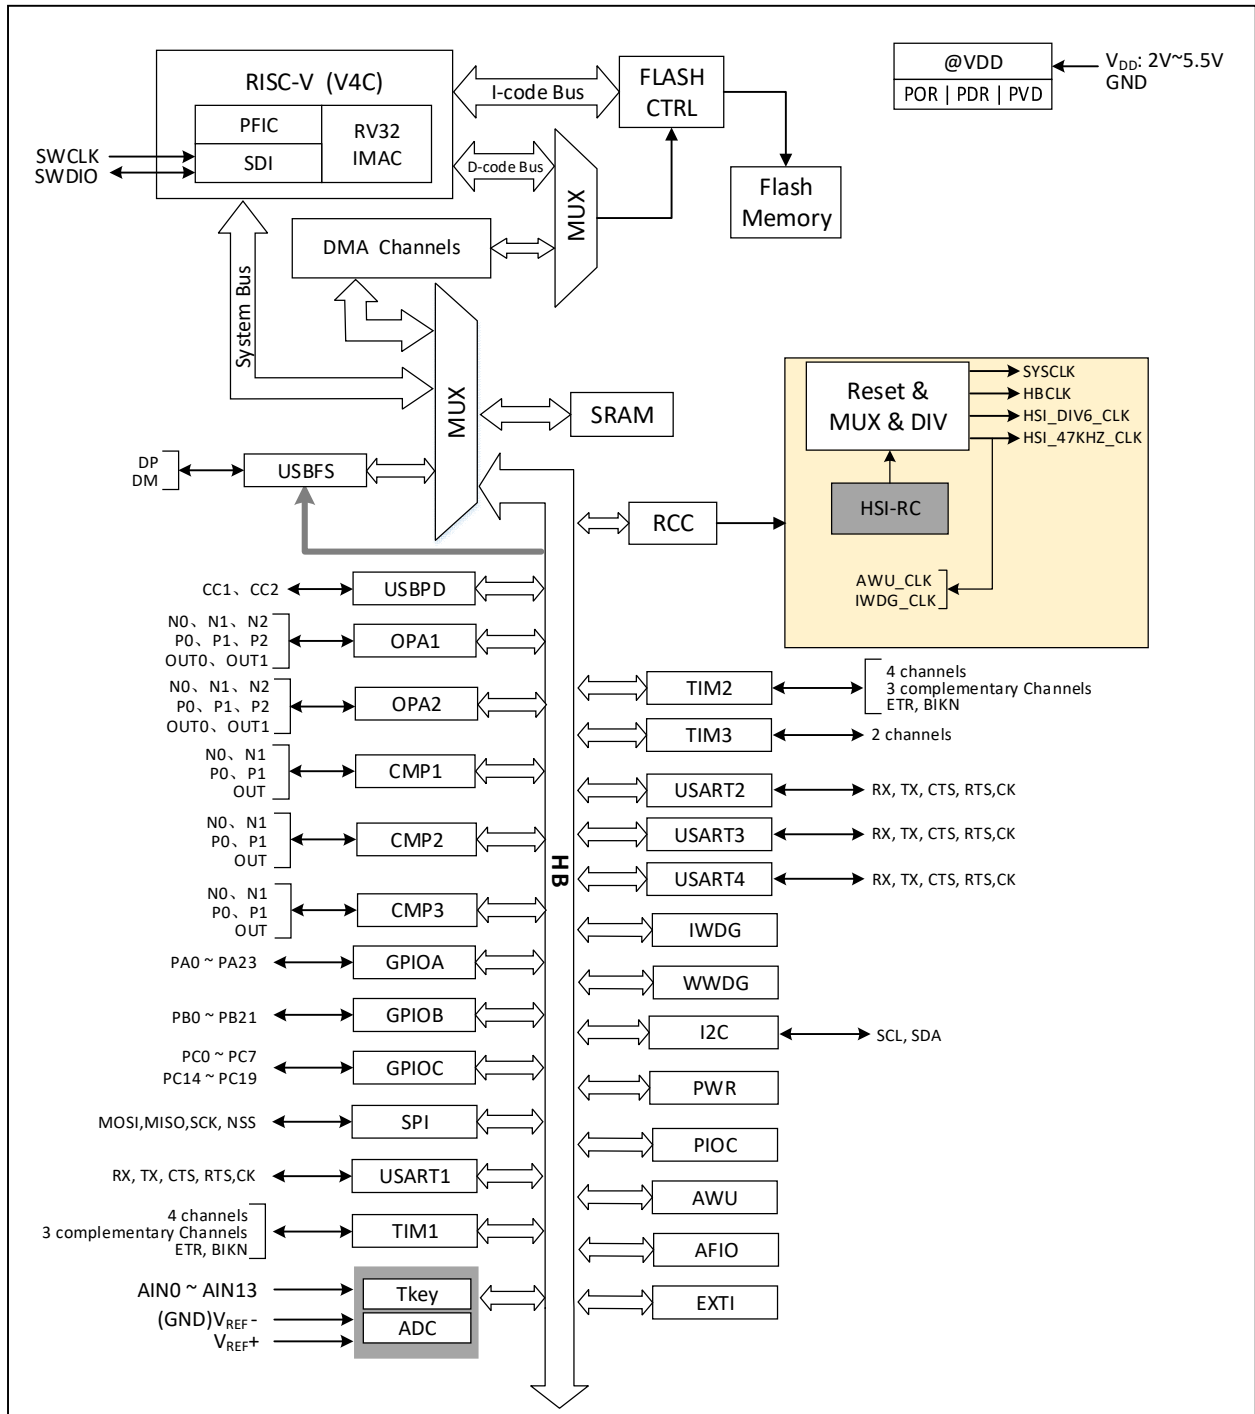 RISC-V (V4C)
PFIC
SDI
RV32
IMAC
SWCLK
SWDIO
I-code Bus
D-code Bus
FLASH
CTRL
MUX
Flash
Memory
@VDD
POR | PDR | PVD
VDD: 2V~5.5V
GND
DMA Channels
System Bus
MUX
SRAM
DP
DM
USBFS
RCC
Reset &
MUX & DIV
HSI-RC
SYSCLK
HBCLK
HSI_DIV6_CLK
HSI_47KHZ_CLK
AWU_CLK
IWDG_CLK
HB
CC1、CC2
USBPD
N0、N1、N2
P0、P1、P2
OUT0、OUT1
OPA1
N0、N1、N2
P0、P1、P2
OUT0、OUT1
OPA2
N0、N1
P0、P1
OUT
CMP1
N0、N1
P0、P1
OUT
CMP2
N0、N1
P0、P1
OUT
CMP3
PA0 ~ PA23
GPIOA
PB0 ~ PB21
GPIOB
PC0 ~ PC7
PC14 ~ PC19
GPIOC
MOSI,MISO,SCK, NSS
SPI
RX, TX, CTS, RTS,CK
USART1
4 channels
3 complementary Channels
ETR, BIKN
TIM1
AIN0 ~ AIN13
(GND)VREF -
VREF+
Tkey
ADC
TIM2
4 channels
3 complementary Channels
ETR, BIKN
TIM3
2 channels
USART2
RX, TX, CTS, RTS,CK
USART3
RX, TX, CTS, RTS,CK
USART4
RX, TX, CTS, RTS,CK
IWDG
WWDG
I2C
SCL, SDA
PWR
PIOC
AWU
AFIO
EXTI